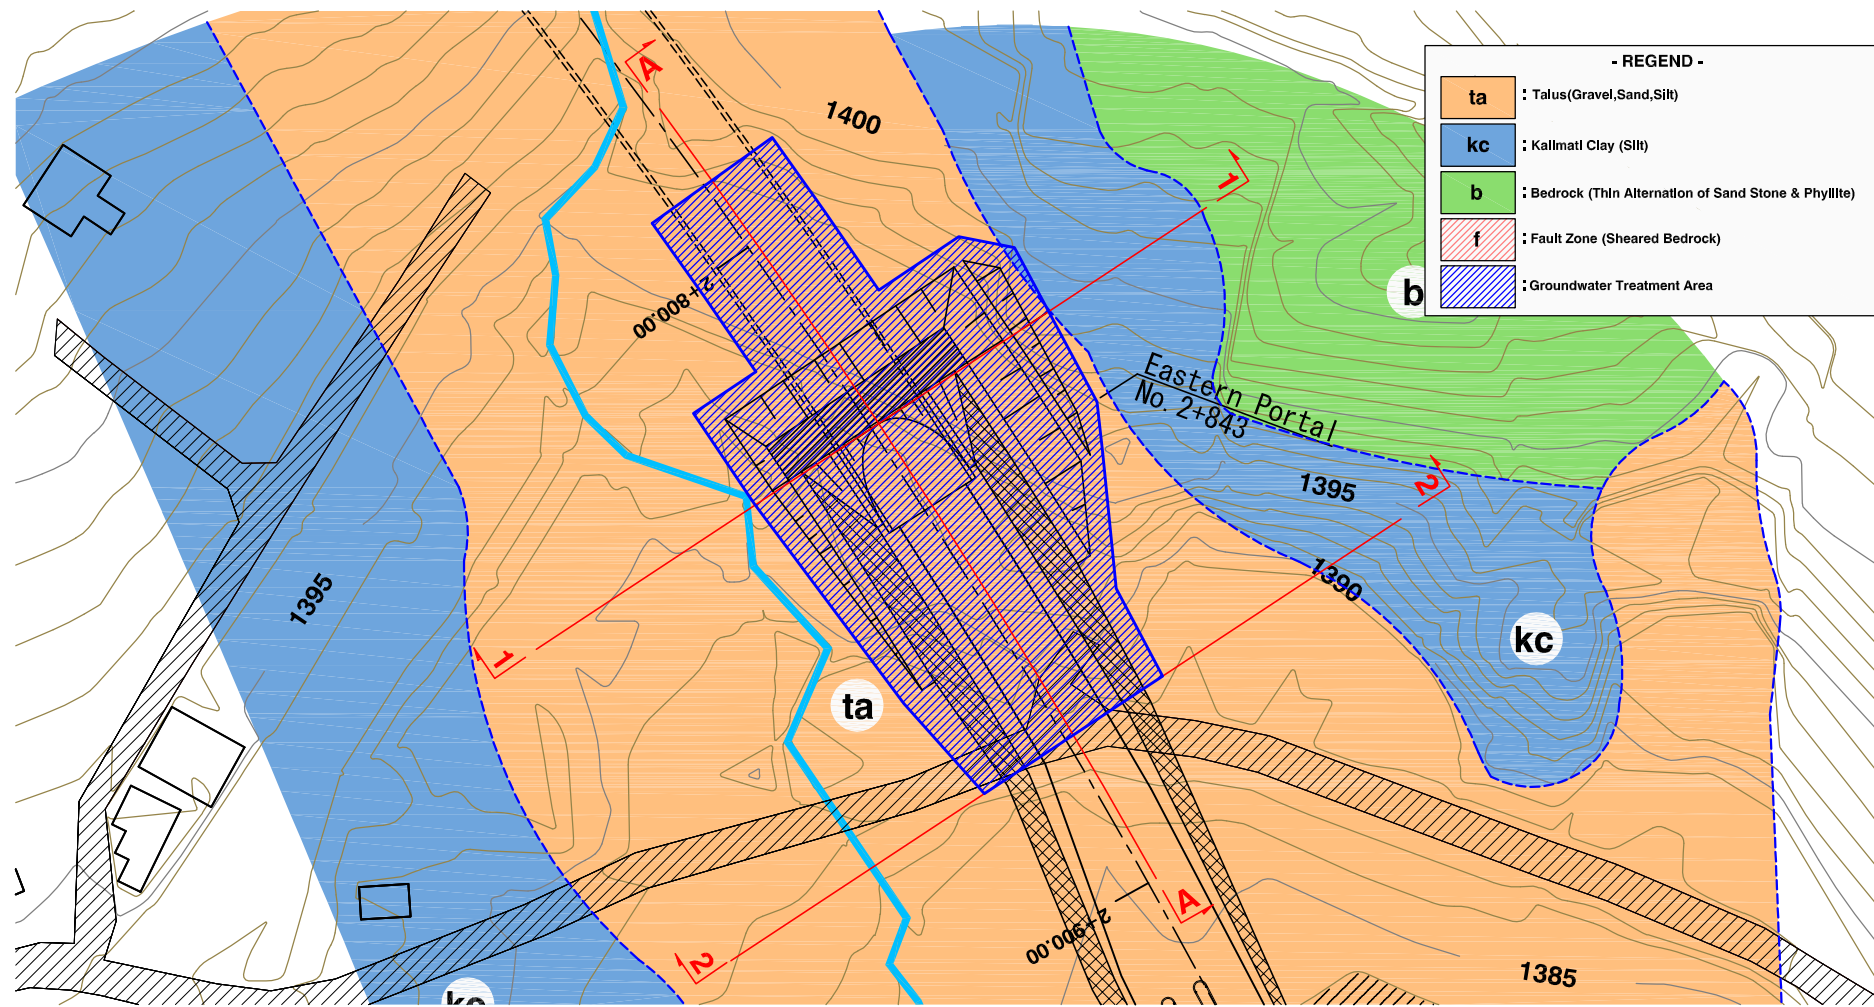 - REGEND -
ta : Talus(Gravel,Sand,Silt)
kc : Kalimati Clay (Silt)
b : Bedrock (Thin Alternation of Sand Stone & Phyllite)
f : Fault Zone (Sheared Bedrock)
: Groundwater Treatment Area
A
1400
1
2+800.00
b
Eastern Portal
No. 2+843
1395
2
1390
1395
kc
1
ta
A
2+900.00
2
1385
kc